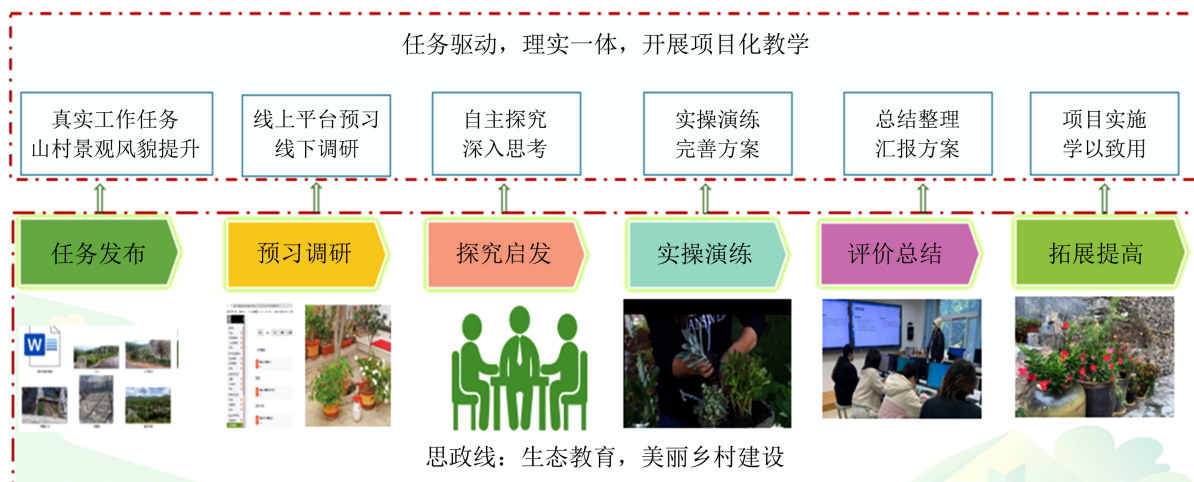 任务驱动，理实一体，开展项目化教学
真实工作任务
山村景观风貌提升
线上平台预习
线下调研
自主探究
深入思考
实操演练
完善方案
总结整理
汇报方案
项目实施
学以致用
任务发布
预习调研
探究启发
实操演练
评价总结
拓展提高
W
思政线：生态教育，美丽乡村建设